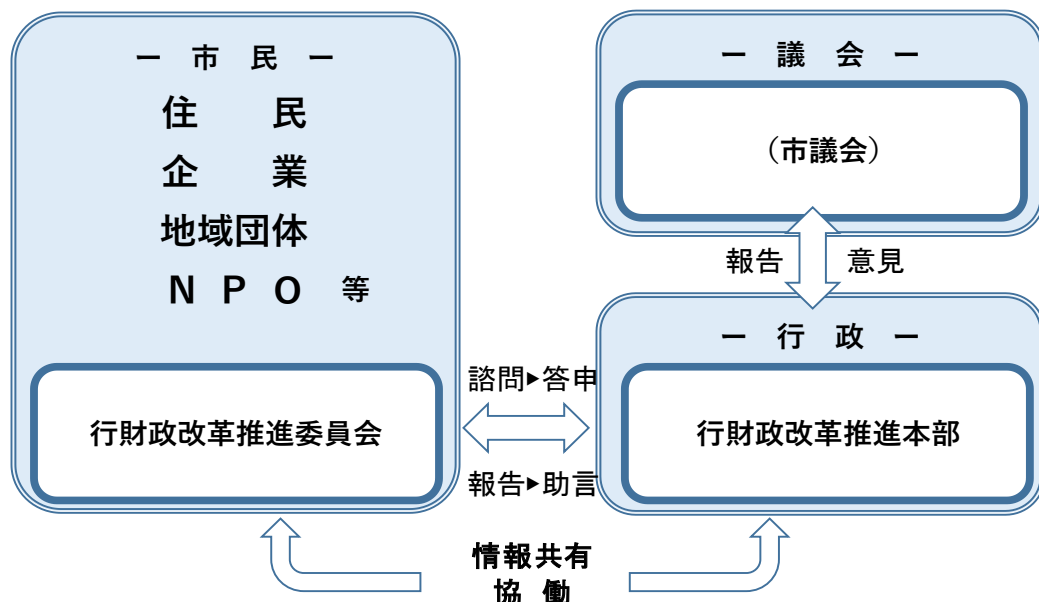 ー 市 民 ー
住 民
企 業
地域団体
N P O 等
行財政改革推進委員会
ー 議 会 ー
（市議会）
報告 意見
ー 行 政 ー
行財政改革推進本部
諮問▶答申
報告▶助言
情報共有
協 働